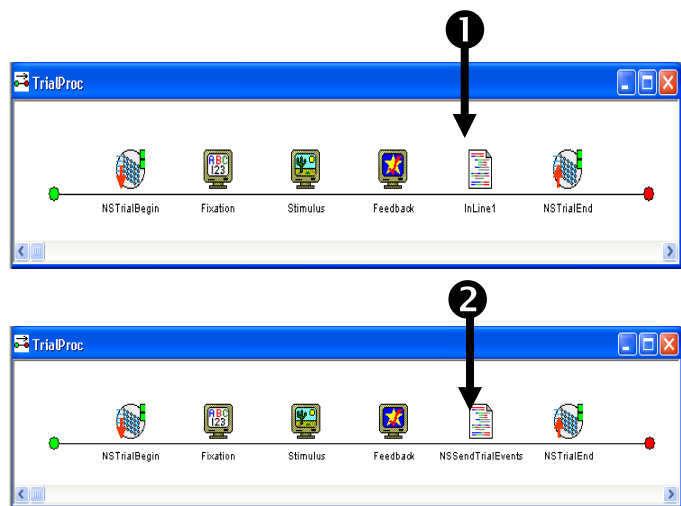 1
TrialProc
ABC
123
NSTrialBegin Fixation Stimulus Feedback InLine1 NSTrialEnd
2
TrialProc
ABC
123
NSTrialBegin Fixation Stimulus Feedback NSSendTrialEvents NSTrialEnd